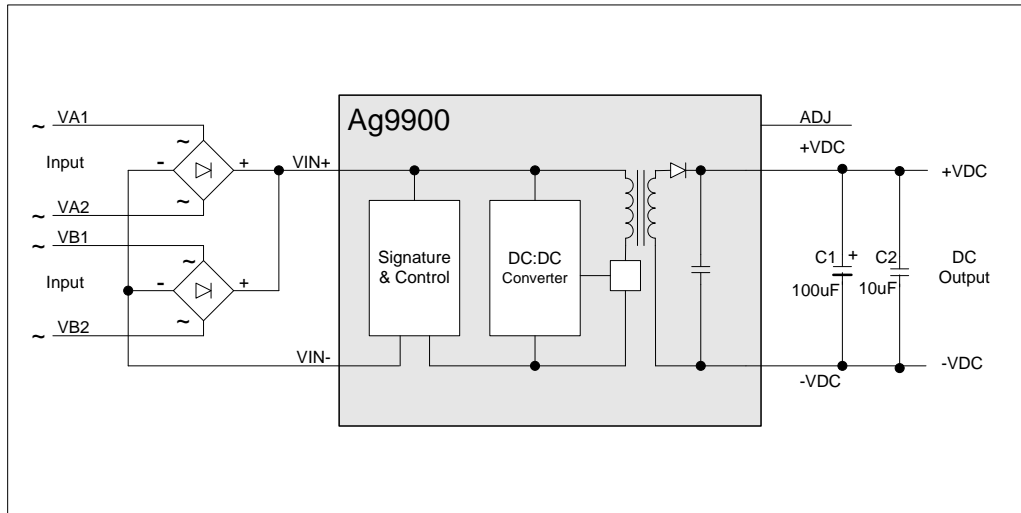 Ag9900
~ VA1
~
ADJ
+VDC
Input
- +
VIN+
+VDC
~ VA2
~
~ VB1
~
Signature
& Control
DC:DC
Converter
C1 +
100uF
C2
10uF
DC
Output
Input
- +
~ VB2
~
VIN-
-VDC
-VDC